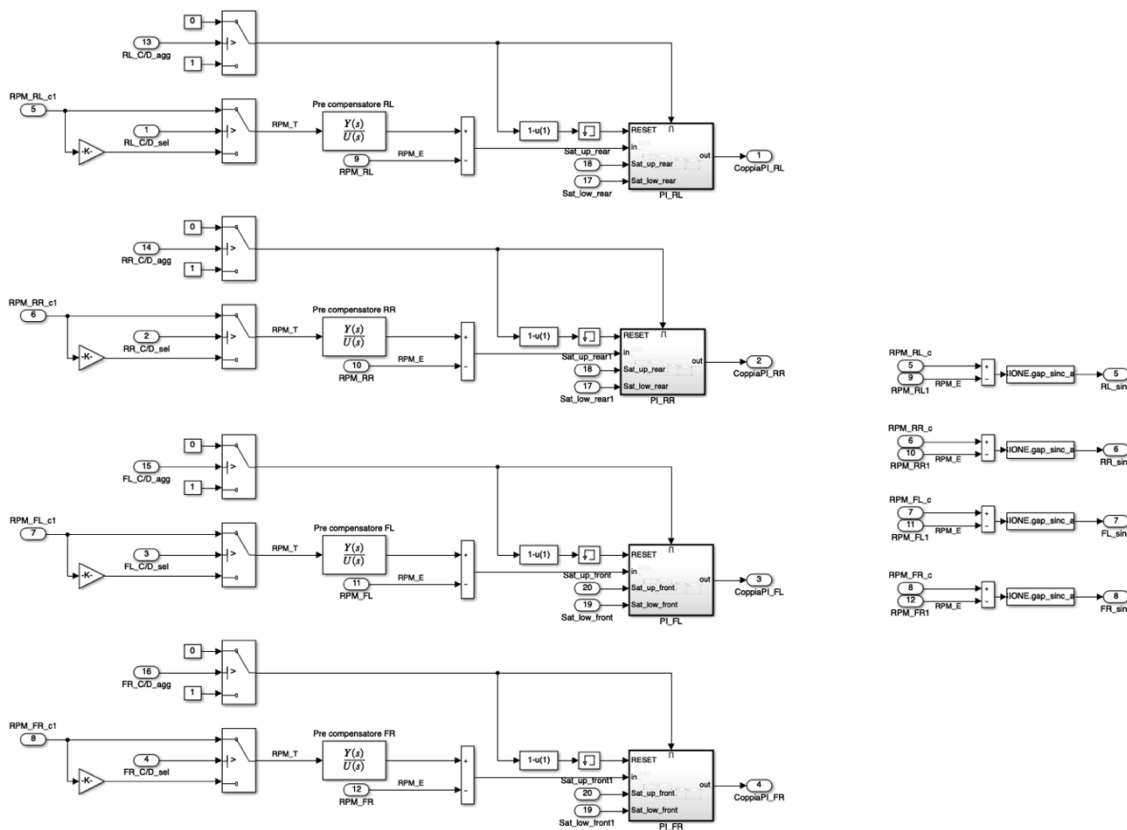 0
13
RL_C/D_agg
1
RPM_RL_c1
5
-K-
1
RL_C/D_sel
RPM_T
Pre compensatore RL
Y(s)
U(s)
9
RPM_RL
RPM_E
+
-
1-u(1)
Sat_up_rear
18
17
Sat_low_rear
RESET
in
Sat_up_rear
Sat_low_rear
out
PI_RL
1
CoppiaPI_RL
0
14
RR_C/D_agg
1
RPM_RR_c1
6
-K-
2
RR_C/D_sel
RPM_T
Pre compensatore RR
Y(s)
U(s)
10
RPM_RR
RPM_E
+
-
1-u(1)
Sat_up_rear1
18
17
Sat_low_rear1
RESET
in
Sat_up_rear
Sat_low_rear
out
PI_RR
2
CoppiaPI_RR
0
15
FL_C/D_agg
1
RPM_FL_c1
7
-K-
3
FL_C/D_sel
RPM_T
Pre compensatore FL
Y(s)
U(s)
11
RPM_FL
RPM_E
+
-
1-u(1)
Sat_up_front
20
19
Sat_low_front
RESET
in
Sat_up_front
Sat_low_front
out
PI_FL
3
CoppiaPI_FL
0
16
FR_C/D_agg
1
RPM_FR_c1
8
-K-
4
FR_C/D_sel
RPM_T
Pre compensatore FR
Y(s)
U(s)
12
RPM_FR
RPM_E
+
-
1-u(1)
Sat_up_front1
20
19
Sat_low_front1
RESET
in
Sat_up_front
Sat_low_front
out
PI_FR
4
CoppiaPI_FR
RPM_RL_c
5
9
RPM_RL1
RPM_E
+
-
IONE.gap_sinc_a
5
RL_sin
RPM_RR_c
6
10
RPM_RR1
RPM_E
+
-
IONE.gap_sinc_a
6
RR_sin
RPM_FL_c
7
11
RPM_FL1
RPM_E
+
-
IONE.gap_sinc_a
7
FL_sin
RPM_FR_c
8
12
RPM_FR1
RPM_E
+
-
IONE.gap_sinc_a
8
FR_sin